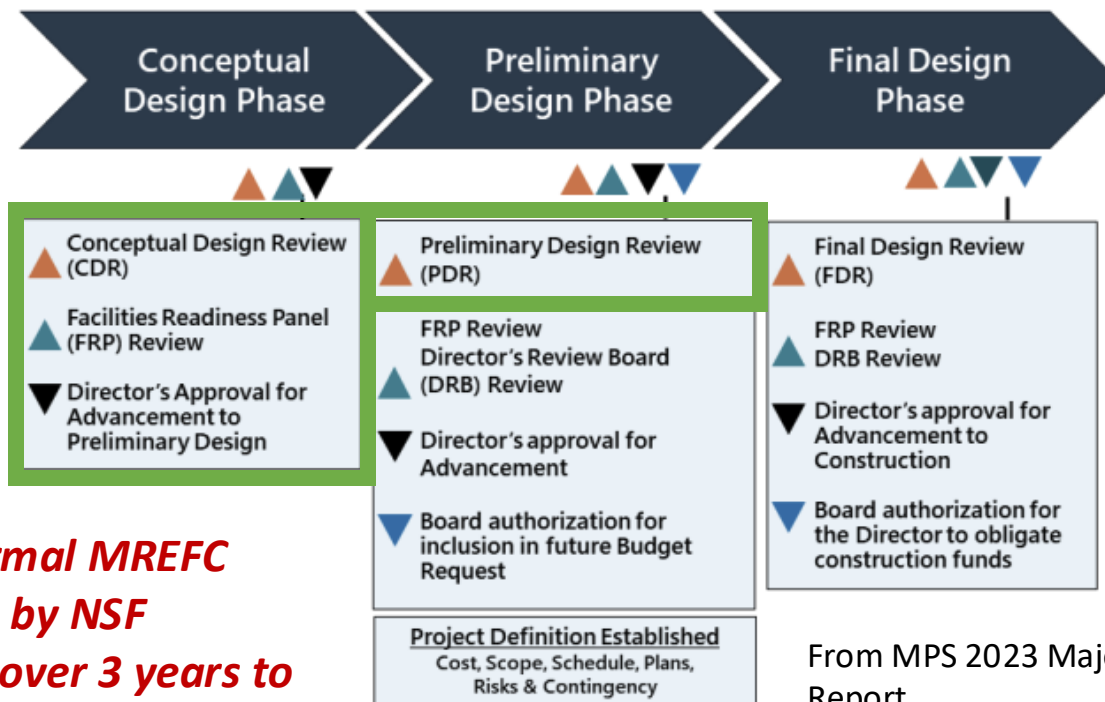 Conceptual
Design Phase
Preliminary
Design Phase
Final Design
Phase
Conceptual Design Review
(CDR)
Facilities Readiness Panel
(FRP) Review
Director's Approval for
Advancement to
Preliminary Design
Preliminary Design Review
(PDR)
FRP Review
Director's Review Board
(DRB) Review
Director's approval for
Advancement
Board authorization for
inclusion in future Budget
Request
Project Definition Established
Cost, Scope, Schedule, Plans,
Risks & Contingency
Final Design Review
(FDR)
FRP Review
DRB Review
Director's approval for
Advancement to
Construction
Board authorization for
the Director to obligate
construction funds
MREFC
by NSF
over 3 years to
From MPS 2023
Report